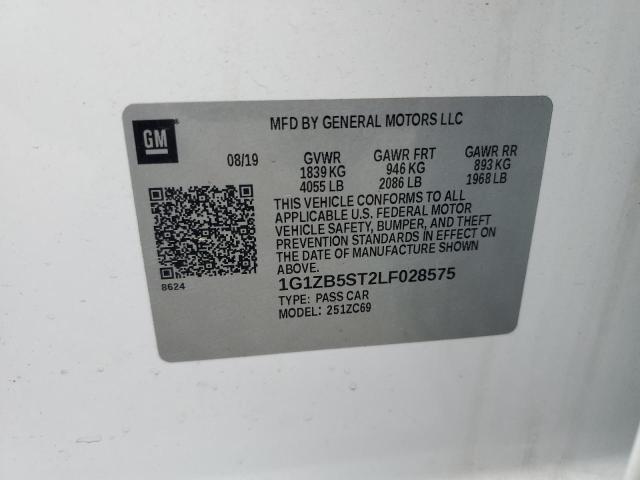 MFD BY GENERAL MOTORS LLC
GM
08/19 GVWR GAWR FRT GAWR RR
1839 KG 946 KG 893 KG
4055 LB 2086 LB 1968 LB
THIS VEHICLE CONFORMS TO ALL
APPLICABLE U.S. FEDERAL MOTOR
VEHICLE SAFETY, BUMPER, AND THEFT
PREVENTION STANDARDS IN EFFECT ON
THE DATE OF MANUFACTURE SHOWN
ABOVE.
8624
1G1ZB5ST2LF028575
TYPE: PASS CAR
MODEL: 251ZC69